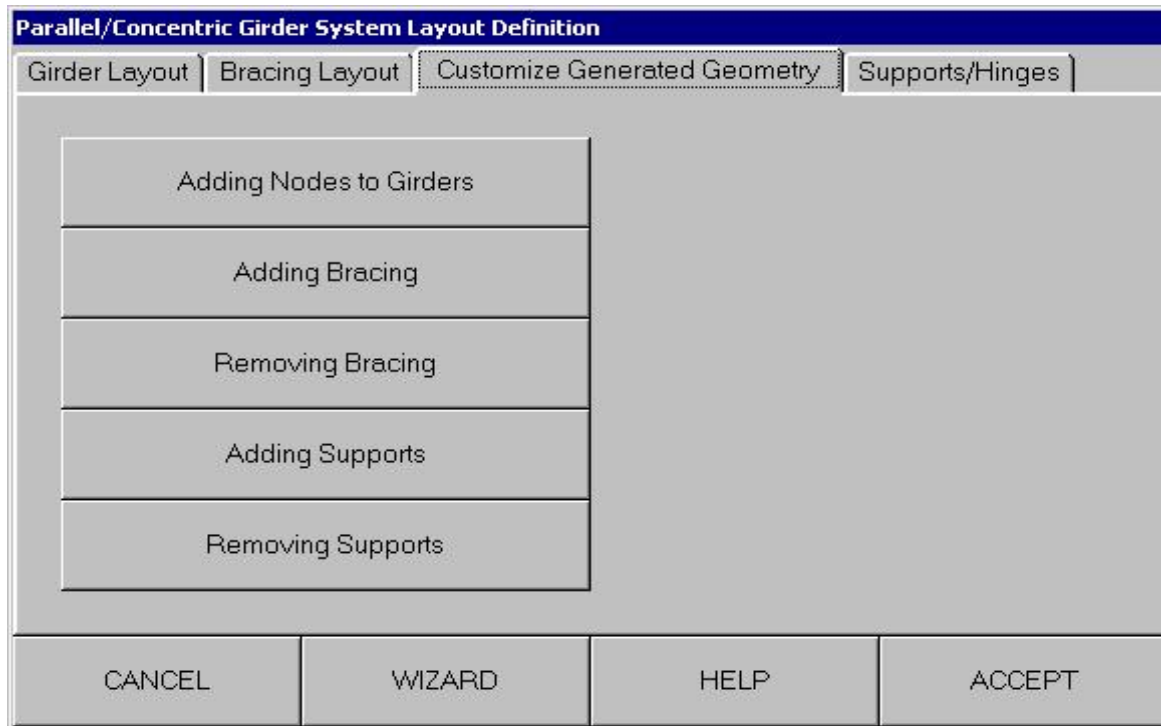 Parallel/Concentric Girder System Layout Definition
Girder Layout Bracing Layout Customize Generated Geometry Supports/Hinges
Adding Nodes to Girders
Adding Bracing
Removing Bracing
Adding Supports
Removing Supports
CANCEL WIZARD HELP ACCEPT